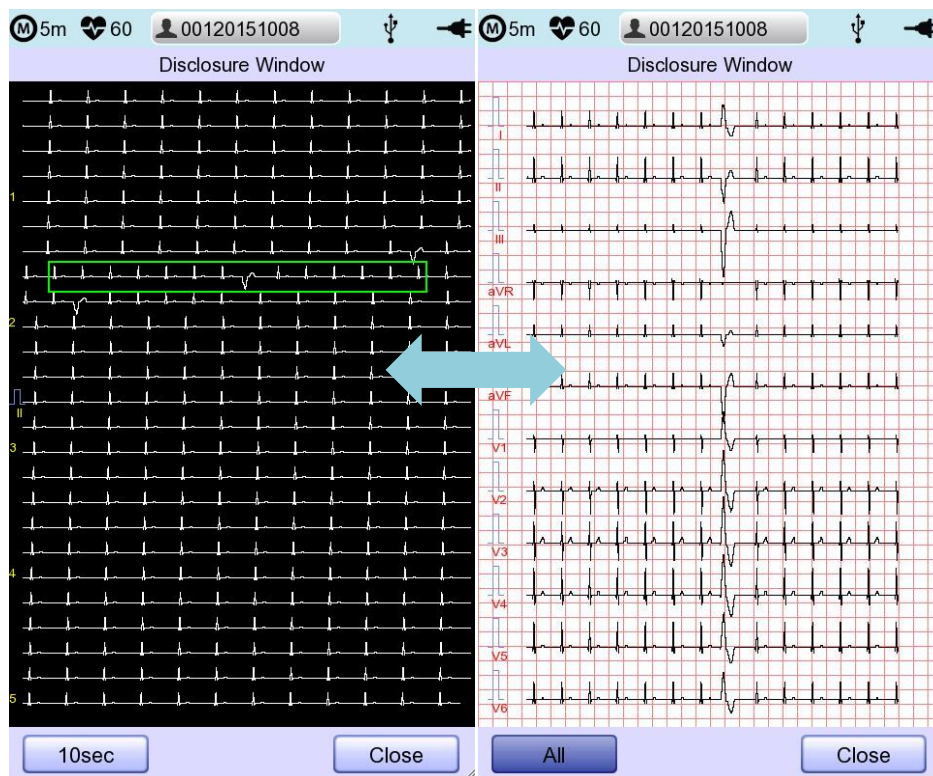 M 5m 60 00120151008
Disclosure Window
1
2
II
3
4
5
10sec Close
M 5m 60 00120151008
Disclosure Window
I
II
III
aVR
aVL
aVF
V1
V2
V3
V4
V5
V6
All Close